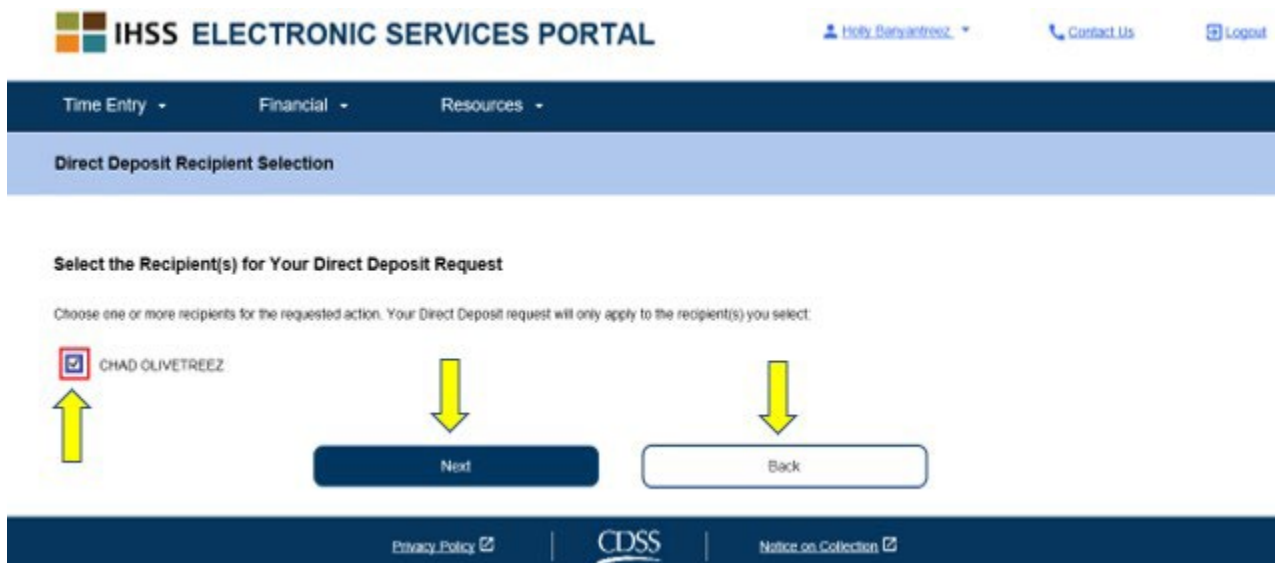 IHSS ELECTRONIC SERVICES PORTAL Holly Banyantreez Contact Us Logout
Time Entry Financial Resources
Direct Deposit Recipient Selection
Select the Recipient(s) for Your Direct Deposit Request
Choose one or more recipients for the requested action. Your Direct Deposit request will only apply to the recipient(s) you select:
CHAD OLIVETREEZ
Next Back
Privacy Policy CDSS Notice on Collection